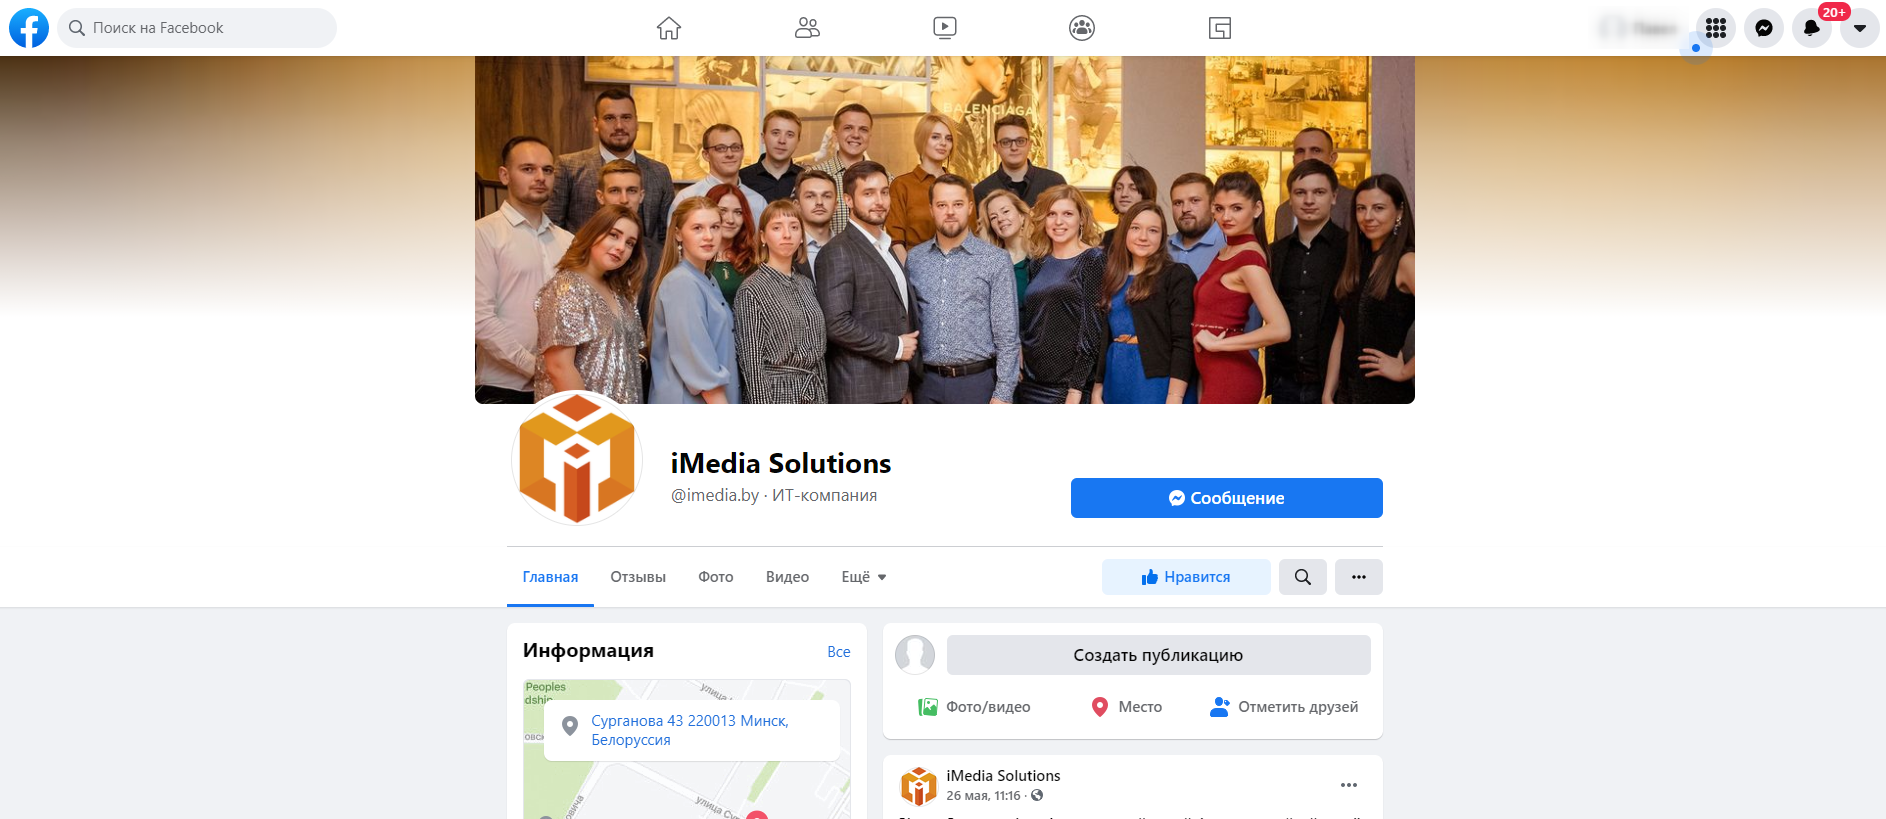 Поиск на Facebook
20+
BALENCIAGA
iMedia Solutions
@imedia.by · ИТ-компания
Сообщение
Главная
Отзывы
Фото
Видео
Ещё
Нравится
Информация
Все
Peoples
dship
улица
Сурганова 43 220013 Минск,
Белоруссия
улица Сур
овича
Создать публикацию
Фото/видео
Место
Отметить друзей
iMedia Solutions
26 мая, 11:16 ·